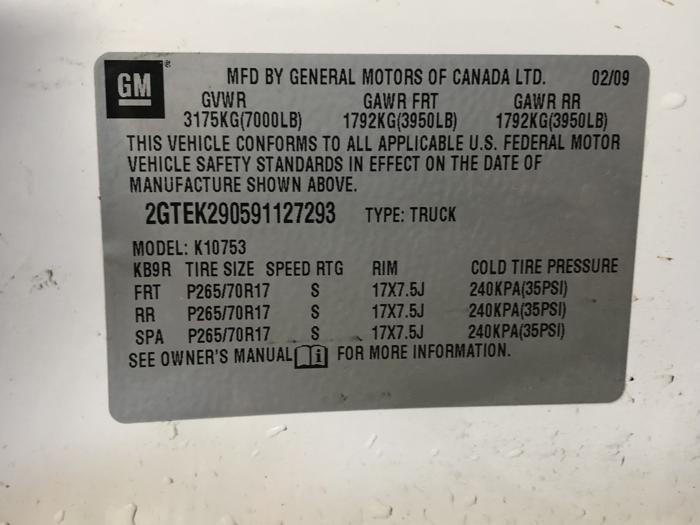 GM ®
MFD BY GENERAL MOTORS OF CANADA LTD. 02/09
GVWR GAWR FRT GAWR RR
3175KG(7000LB) 1792KG(3950LB) 1792KG(3950LB)
THIS VEHICLE CONFORMS TO ALL APPLICABLE U.S. FEDERAL MOTOR
VEHICLE SAFETY STANDARDS IN EFFECT ON THE DATE OF
MANUFACTURE SHOWN ABOVE.
2GTEK290591127293 TYPE: TRUCK
MODEL: K10753
KB9R TIRE SIZE SPEED RTG RIM COLD TIRE PRESSURE
FRT P265/70R17 S 17X7.5J 240KPA(35PSI)
RR P265/70R17 S 17X7.5J 240KPA(35PSI)
SPA P265/70R17 S 17X7.5J 240KPA(35PSI)
SEE OWNER'S MANUAL i FOR MORE INFORMATION.